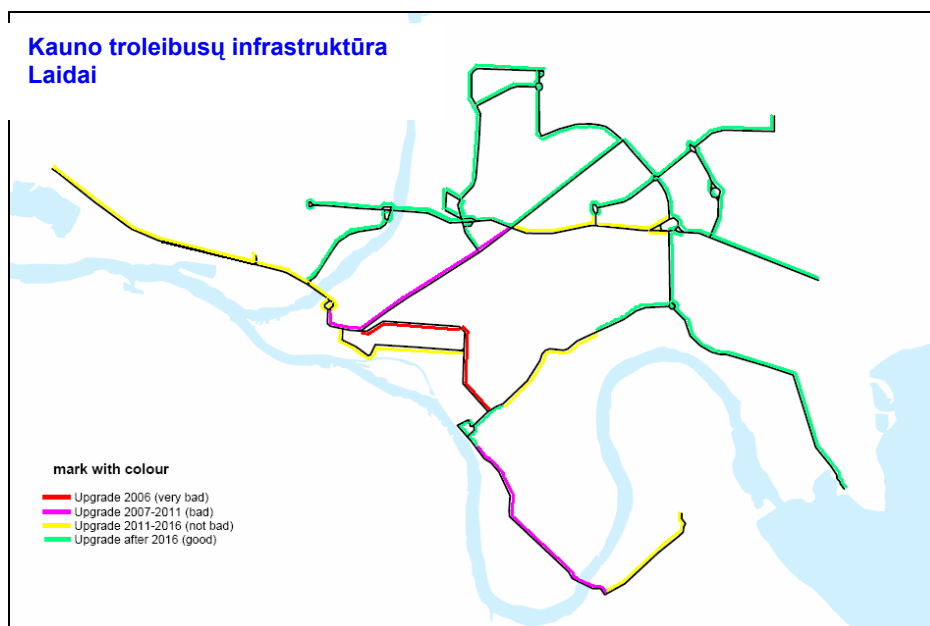 Kauno troleibusų infrastruktūra
Laidai
mark with colour
Upgrade 2006 (very bad)
Upgrade 2007-2011 (bad)
Upgrade 2011-2016 (not bad)
Upgrade after 2016 (good)